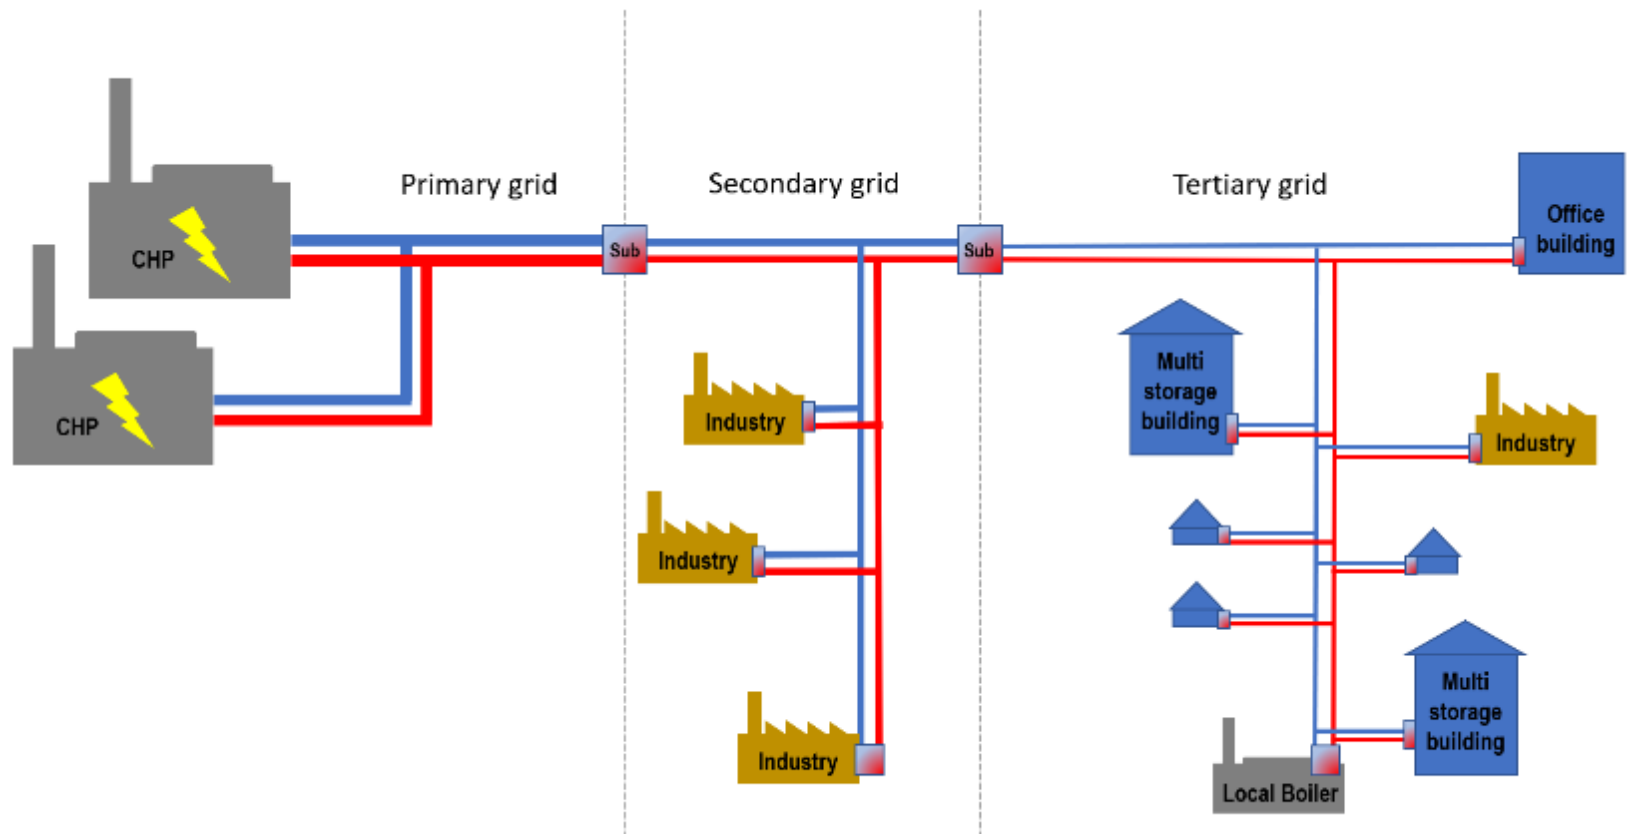 Primary grid
Secondary grid
Tertiary grid
CHP
CHP
Sub
Sub
Office
building
Industry
Industry
Industry
Multi
storage
building
Industry
Multi
storage
building
Local Boiler